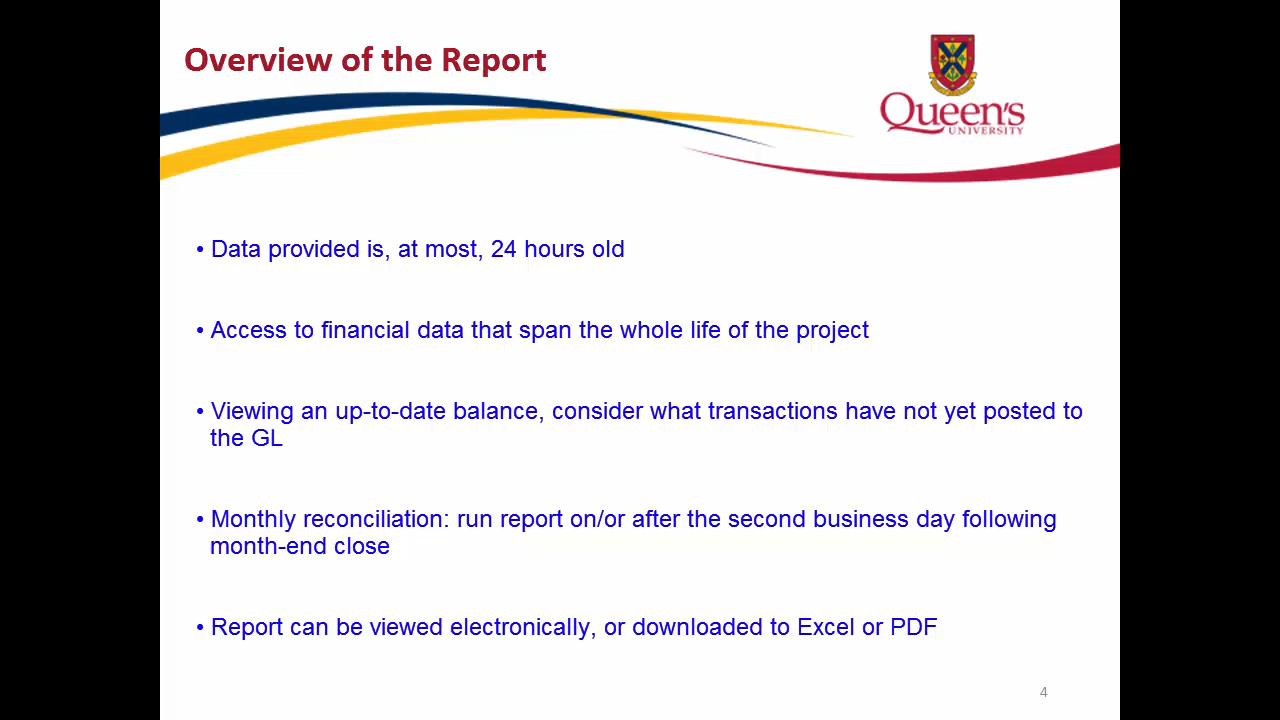 Overview of the Report
Queen's
UNIVERSITY
• Data provided is, at most, 24 hours old
• Access to financial data that span the whole life of the project
• Viewing an up-to-date balance, consider what transactions have not yet posted to
the GL
• Monthly reconciliation: run report on/or after the second business day following
month-end close
• Report can be viewed electronically, or downloaded to Excel or PDF
4